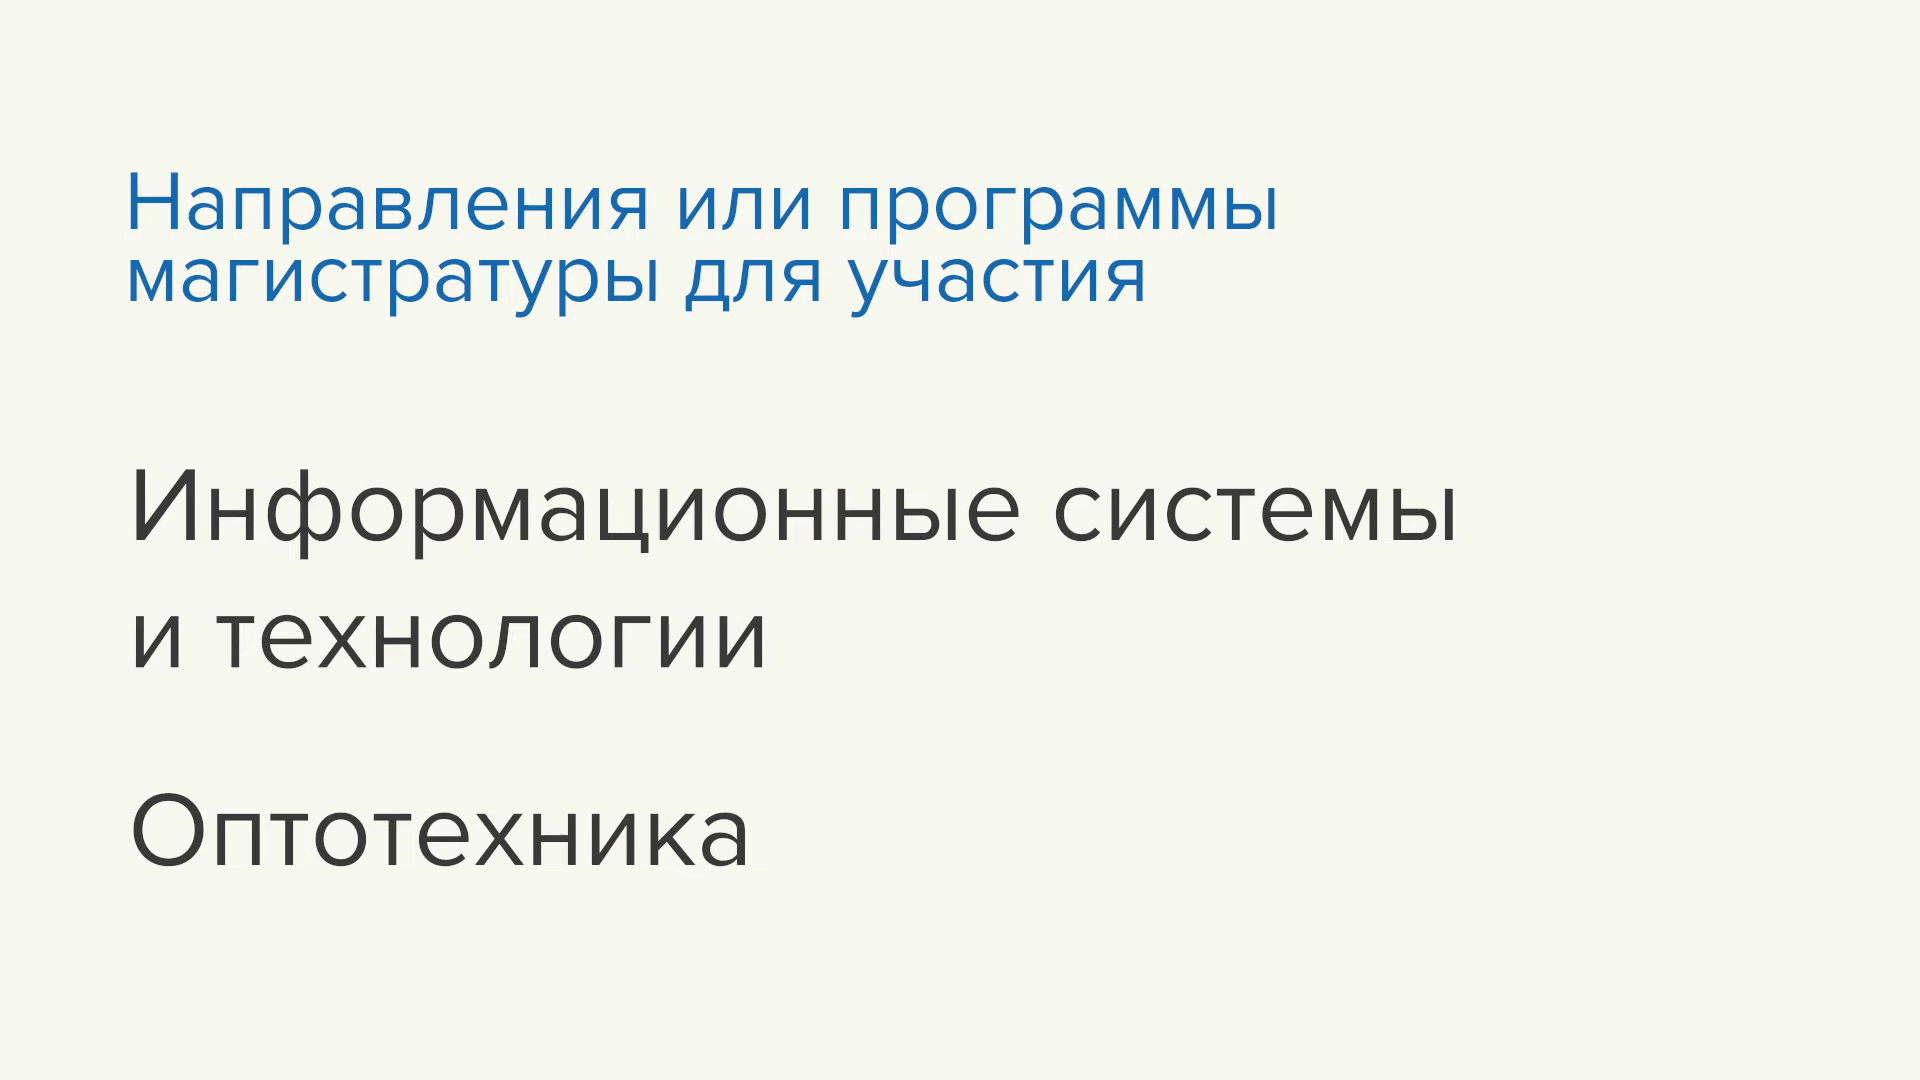 Направления или программы
магистратуры для участия
Информационные системы
и технологии
Оптотехника